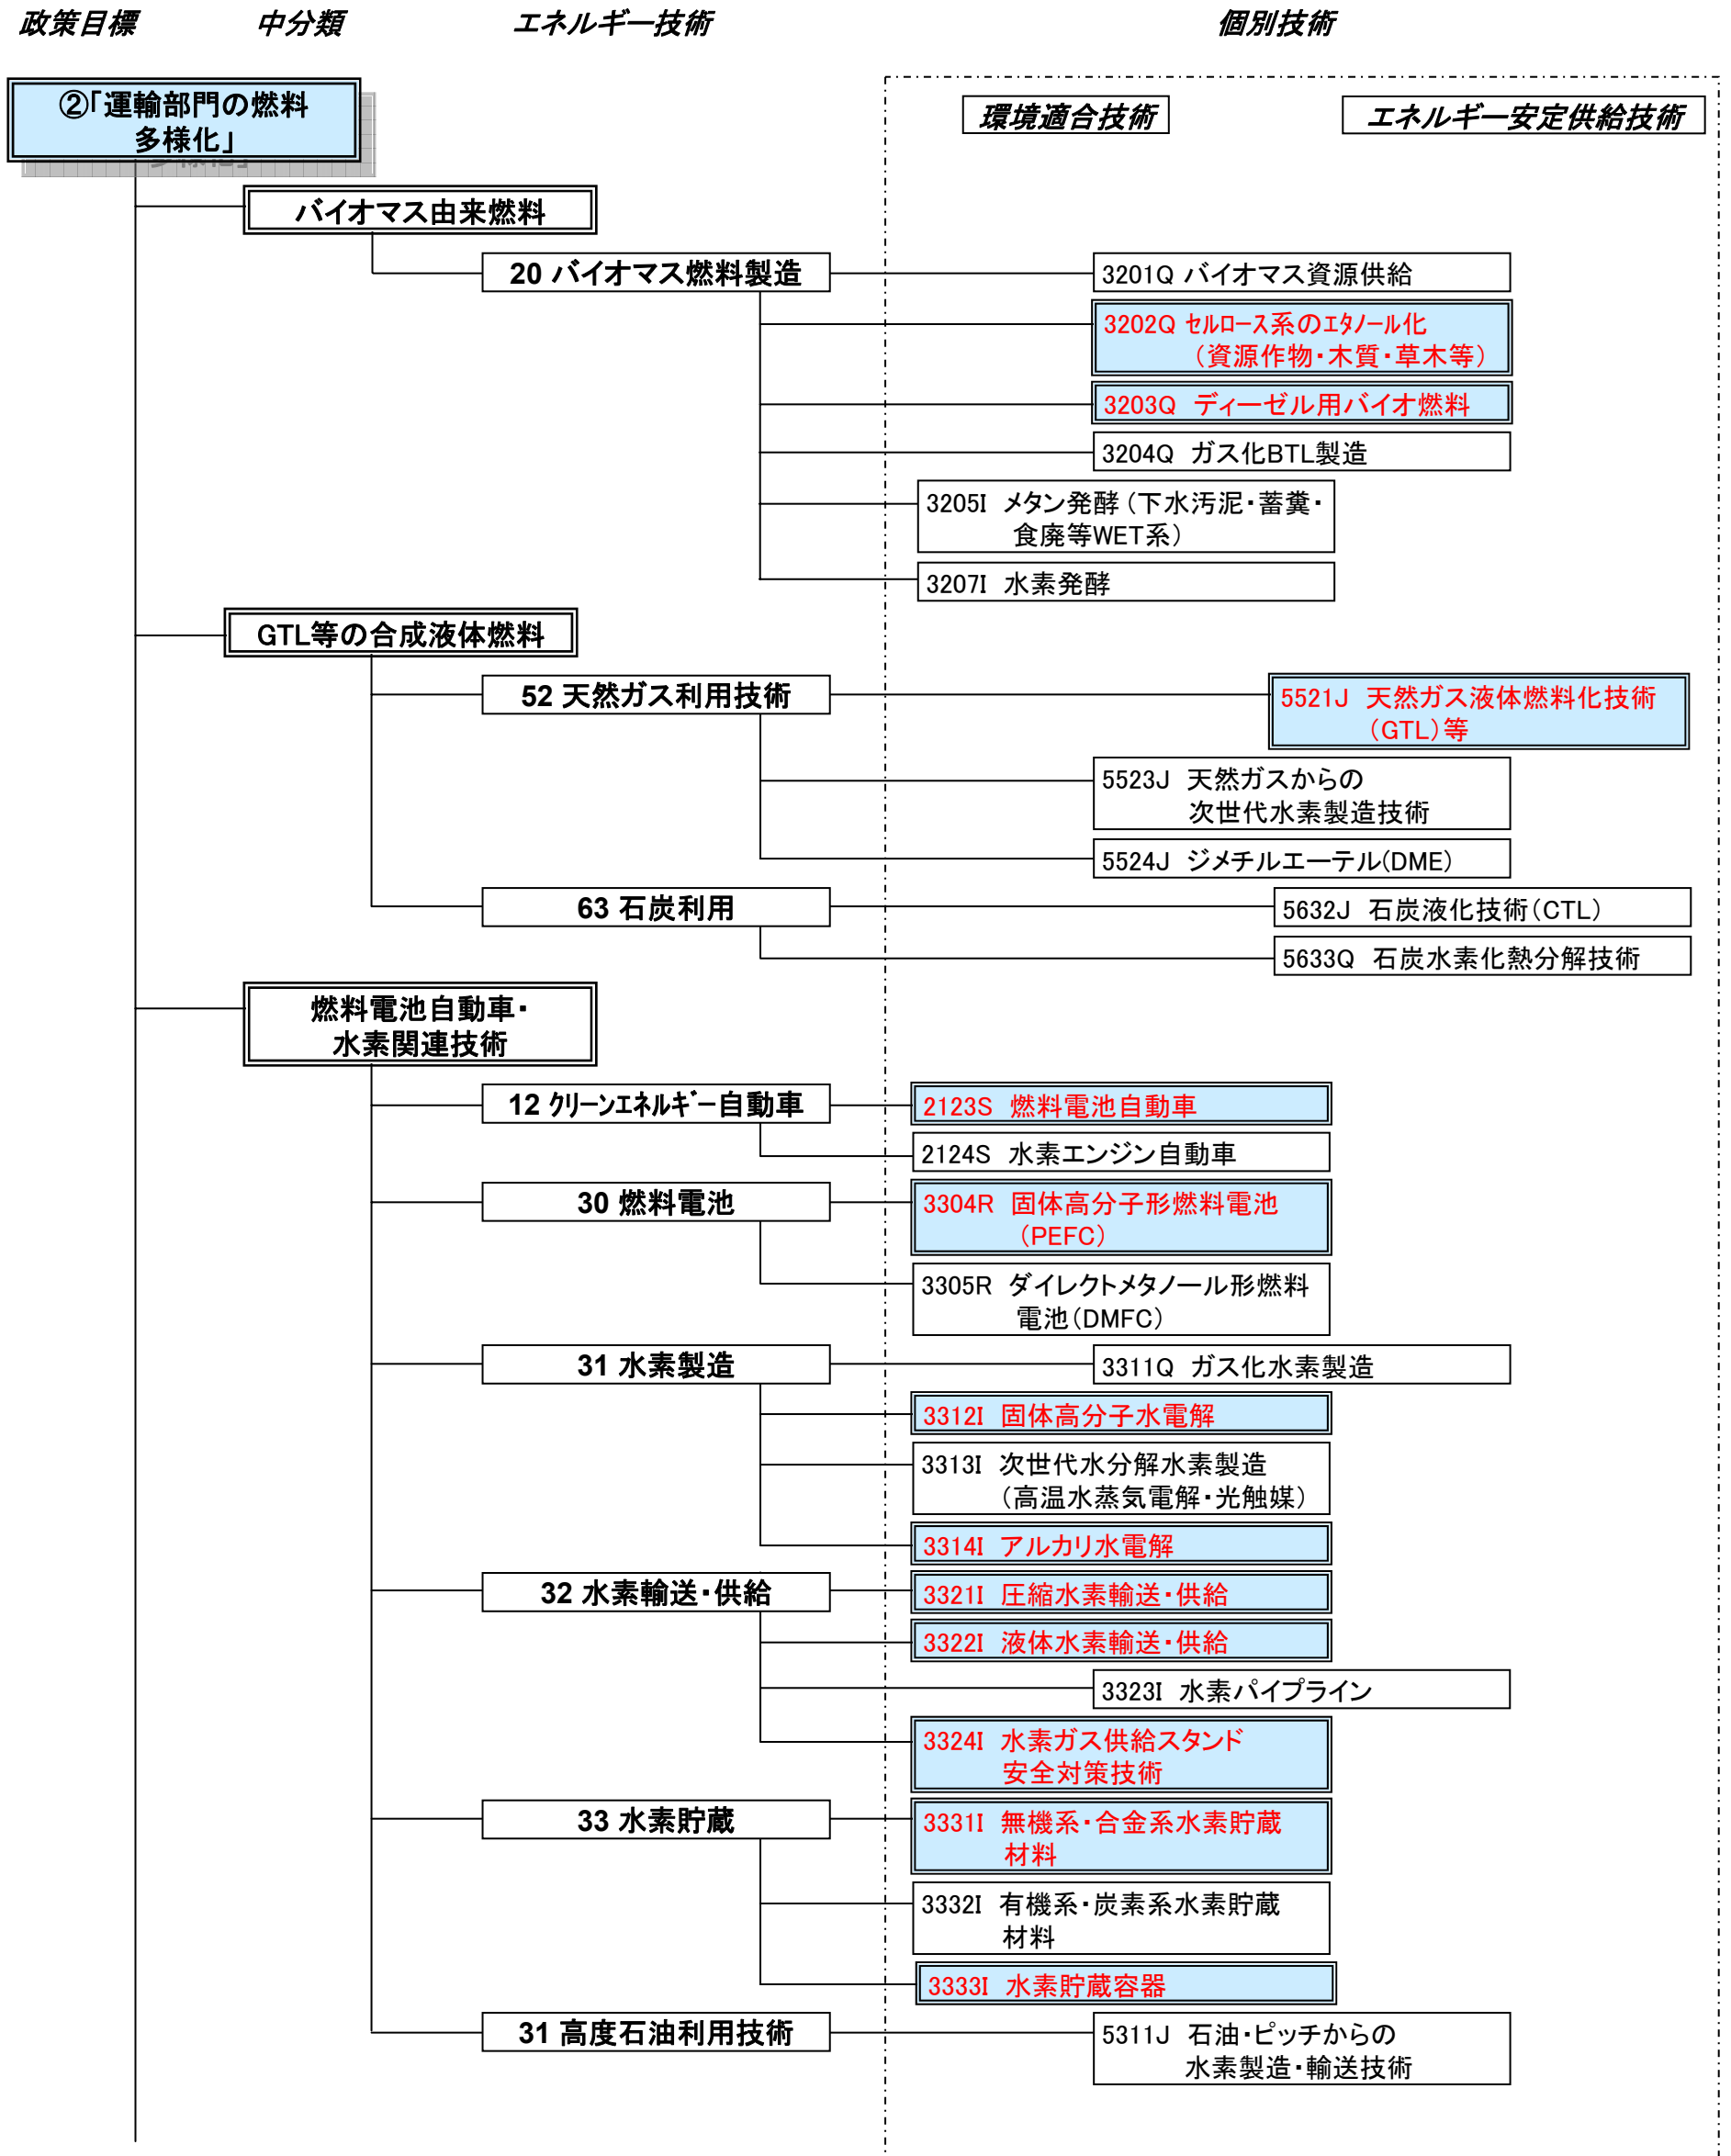 政策目標 中分類 エネルギー技術 個別技術
②「運輸部門の燃料
多様化」
環境適合技術
エネルギー安定供給技術
バイオマス由来燃料
20 バイオマス燃料製造
3201Q バイオマス資源供給
3202Q ｾﾙﾛｰｽ系のｴﾀﾉｰﾙ化
（資源作物・木質・草木等）
3203Q ディーゼル用バイオ燃料
3204Q ガス化BTL製造
3205I メタン発酵（下水汚泥・蓄糞・
食廃等WET系）
3207I 水素発酵
GTL等の合成液体燃料
52 天然ガス利用技術
5521J 天然ガス液体燃料化技術
（GTL）等
5523J 天然ガスからの
次世代水素製造技術
5524J ジメチルエーテル(DME)
63 石炭利用
5632J 石炭液化技術（CTL）
5633Q 石炭水素化熱分解技術
燃料電池自動車・
水素関連技術
12 ｸﾘｰﾝｴﾈﾙｷﾞｰ自動車
2123S 燃料電池自動車
2124S 水素エンジン自動車
30 燃料電池
3304R 固体高分子形燃料電池
（PEFC）
3305R ダイレクトメタノール形燃料
電池（DMFC）
31 水素製造
3311Q ガス化水素製造
3312I 固体高分子水電解
3313I 次世代水分解水素製造
（高温水蒸気電解・光触媒）
3314I アルカリ水電解
32 水素輸送・供給
3321I 圧縮水素輸送・供給
3322I 液体水素輸送・供給
3323I 水素パイプライン
3324I 水素ガス供給スタンド
安全対策技術
33 水素貯蔵
3331I 無機系・合金系水素貯蔵
材料
3332I 有機系・炭素系水素貯蔵
材料
3333I 水素貯蔵容器
31 高度石油利用技術
5311J 石油・ピッチからの
水素製造・輸送技術